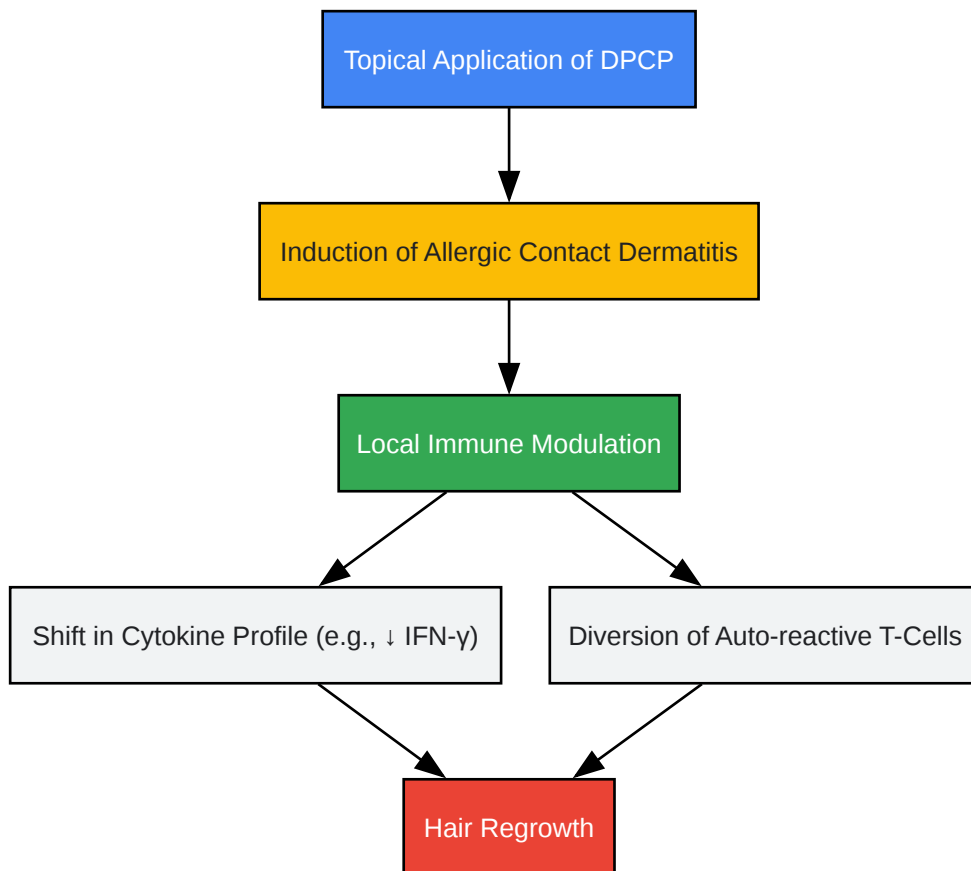 Topical Application of DPCP
Induction of Allergic Contact Dermatitis
Local Immune Modulation
Shift in Cytokine Profile (e.g., ↓ IFN-γ)
Diversion of Auto-reactive T-Cells
Hair Regrowth